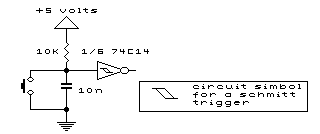 +5 volts
10K
1/6 74C14
10n
circuit simbol
for a schmitt
trigger